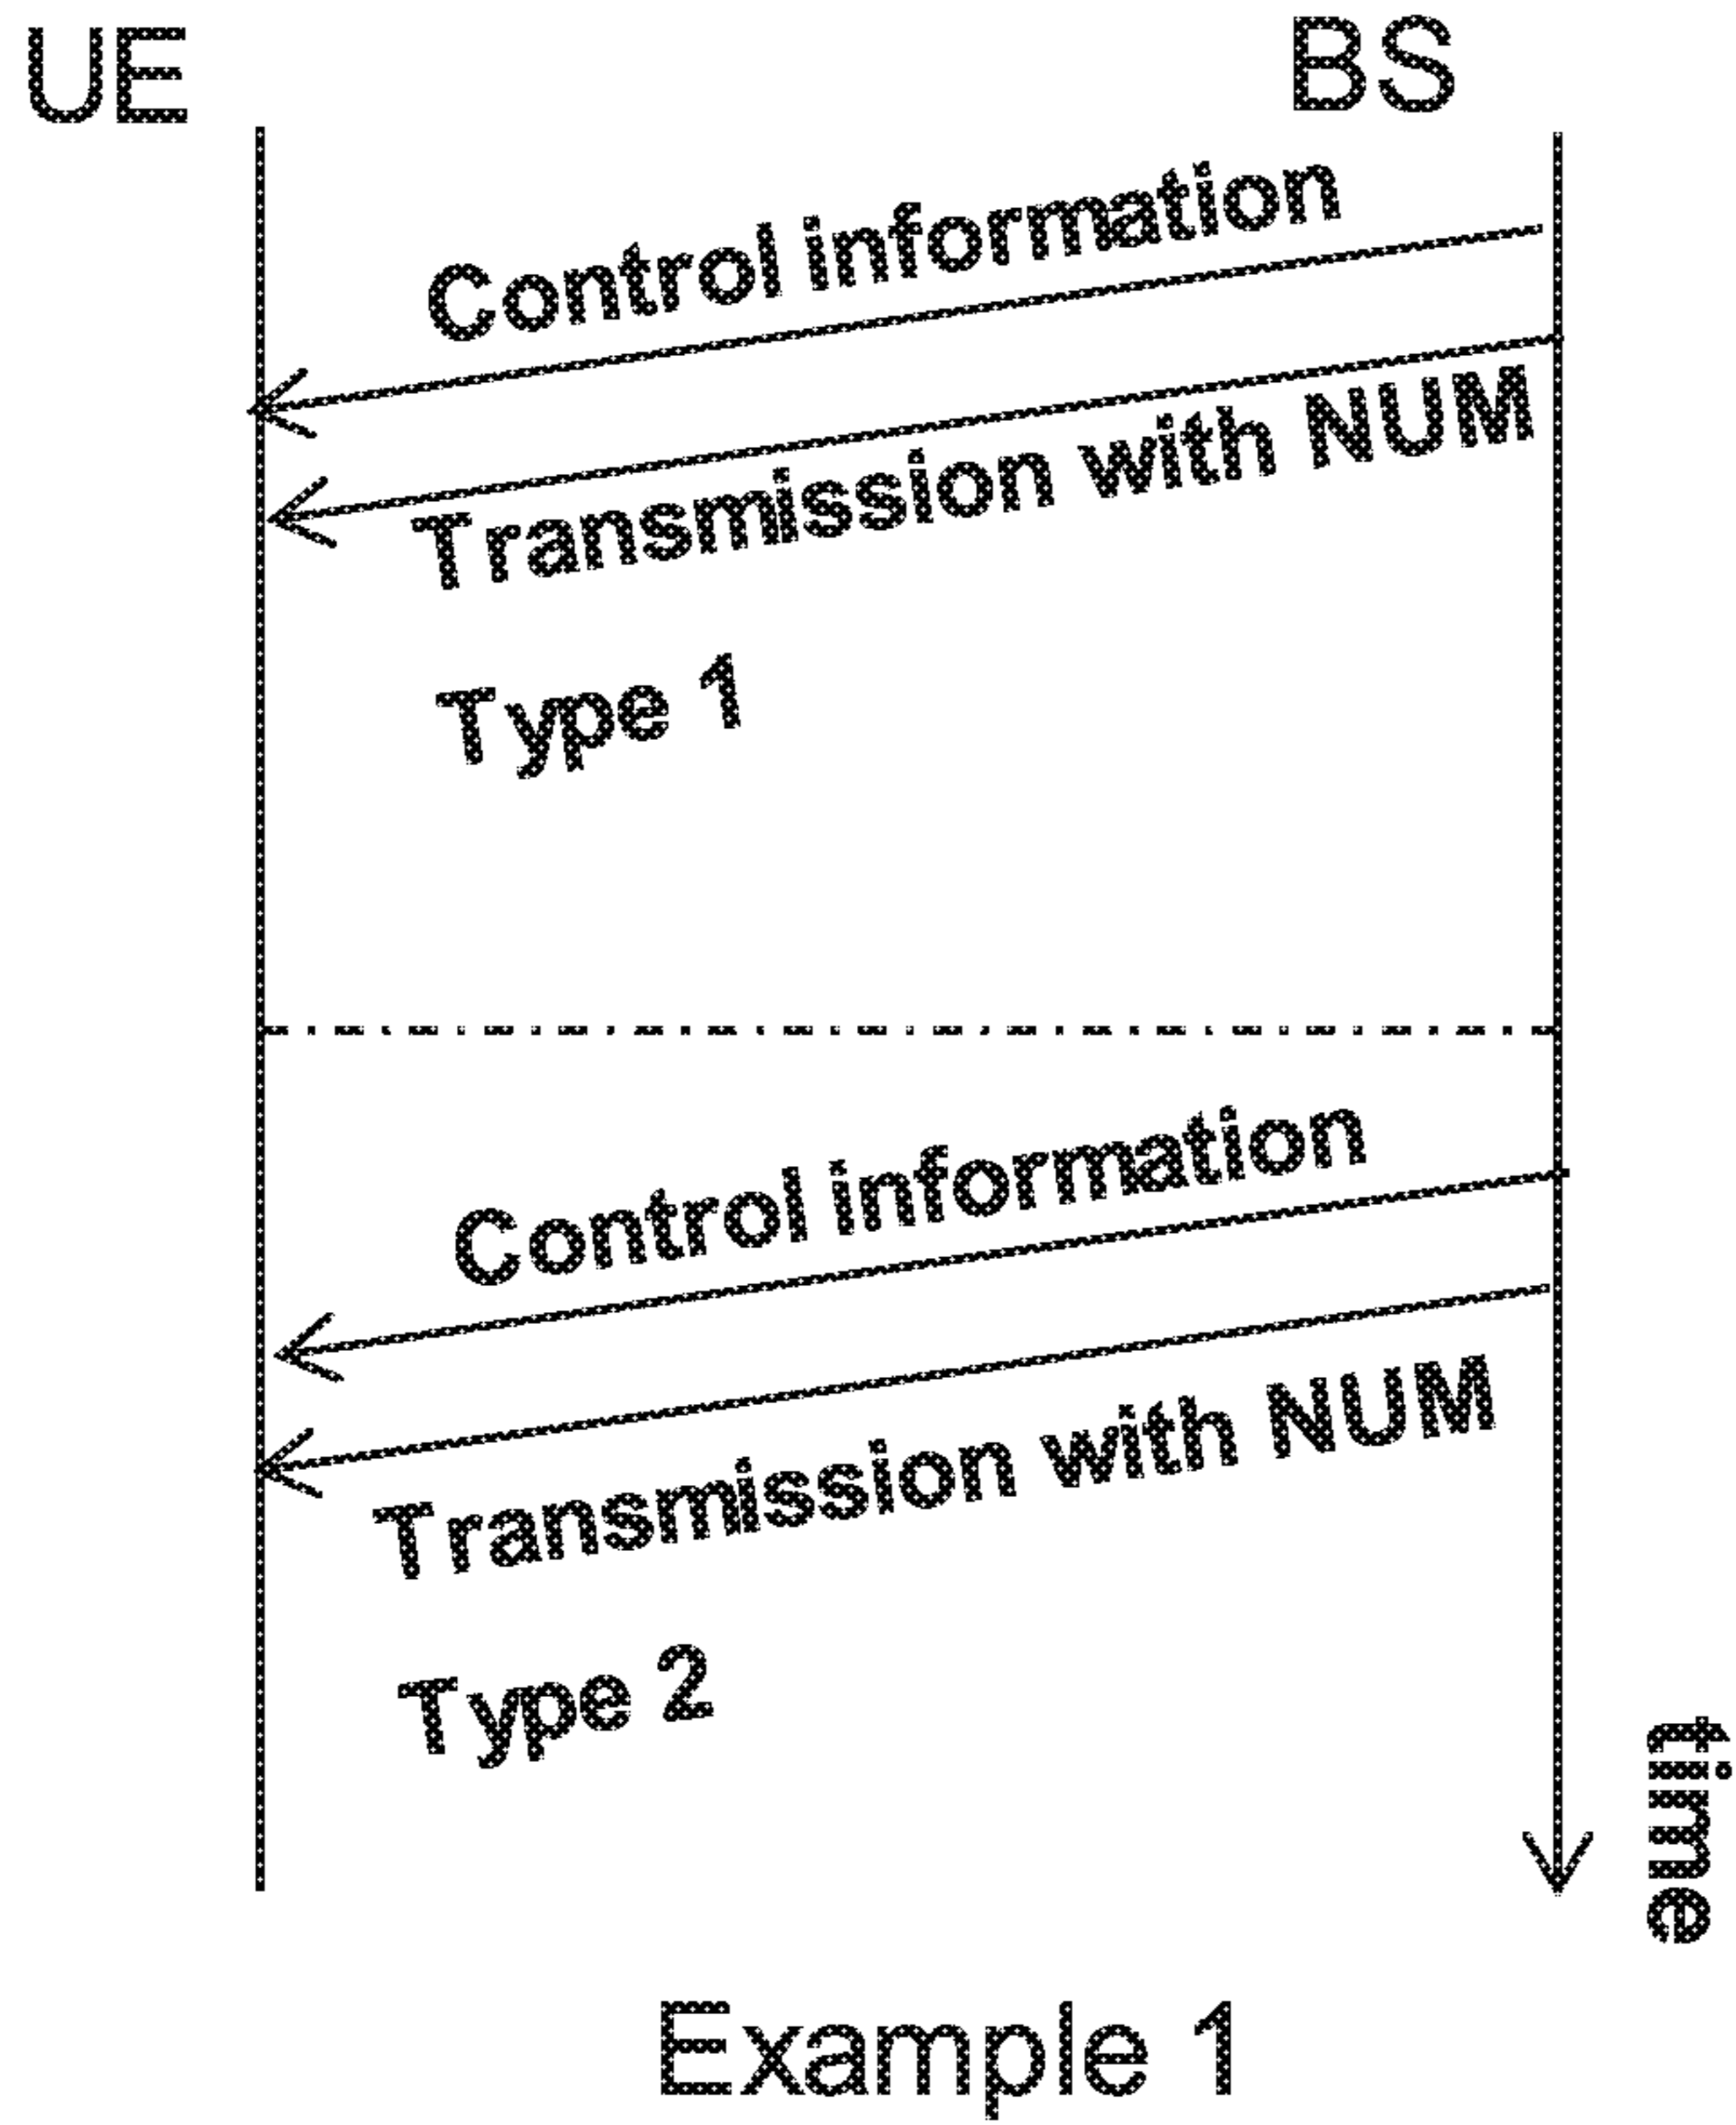 UE
BS
Control information
Transmission with NUM
Type 1
Control information
Transmission with NUM
Type 2
time
Example 1